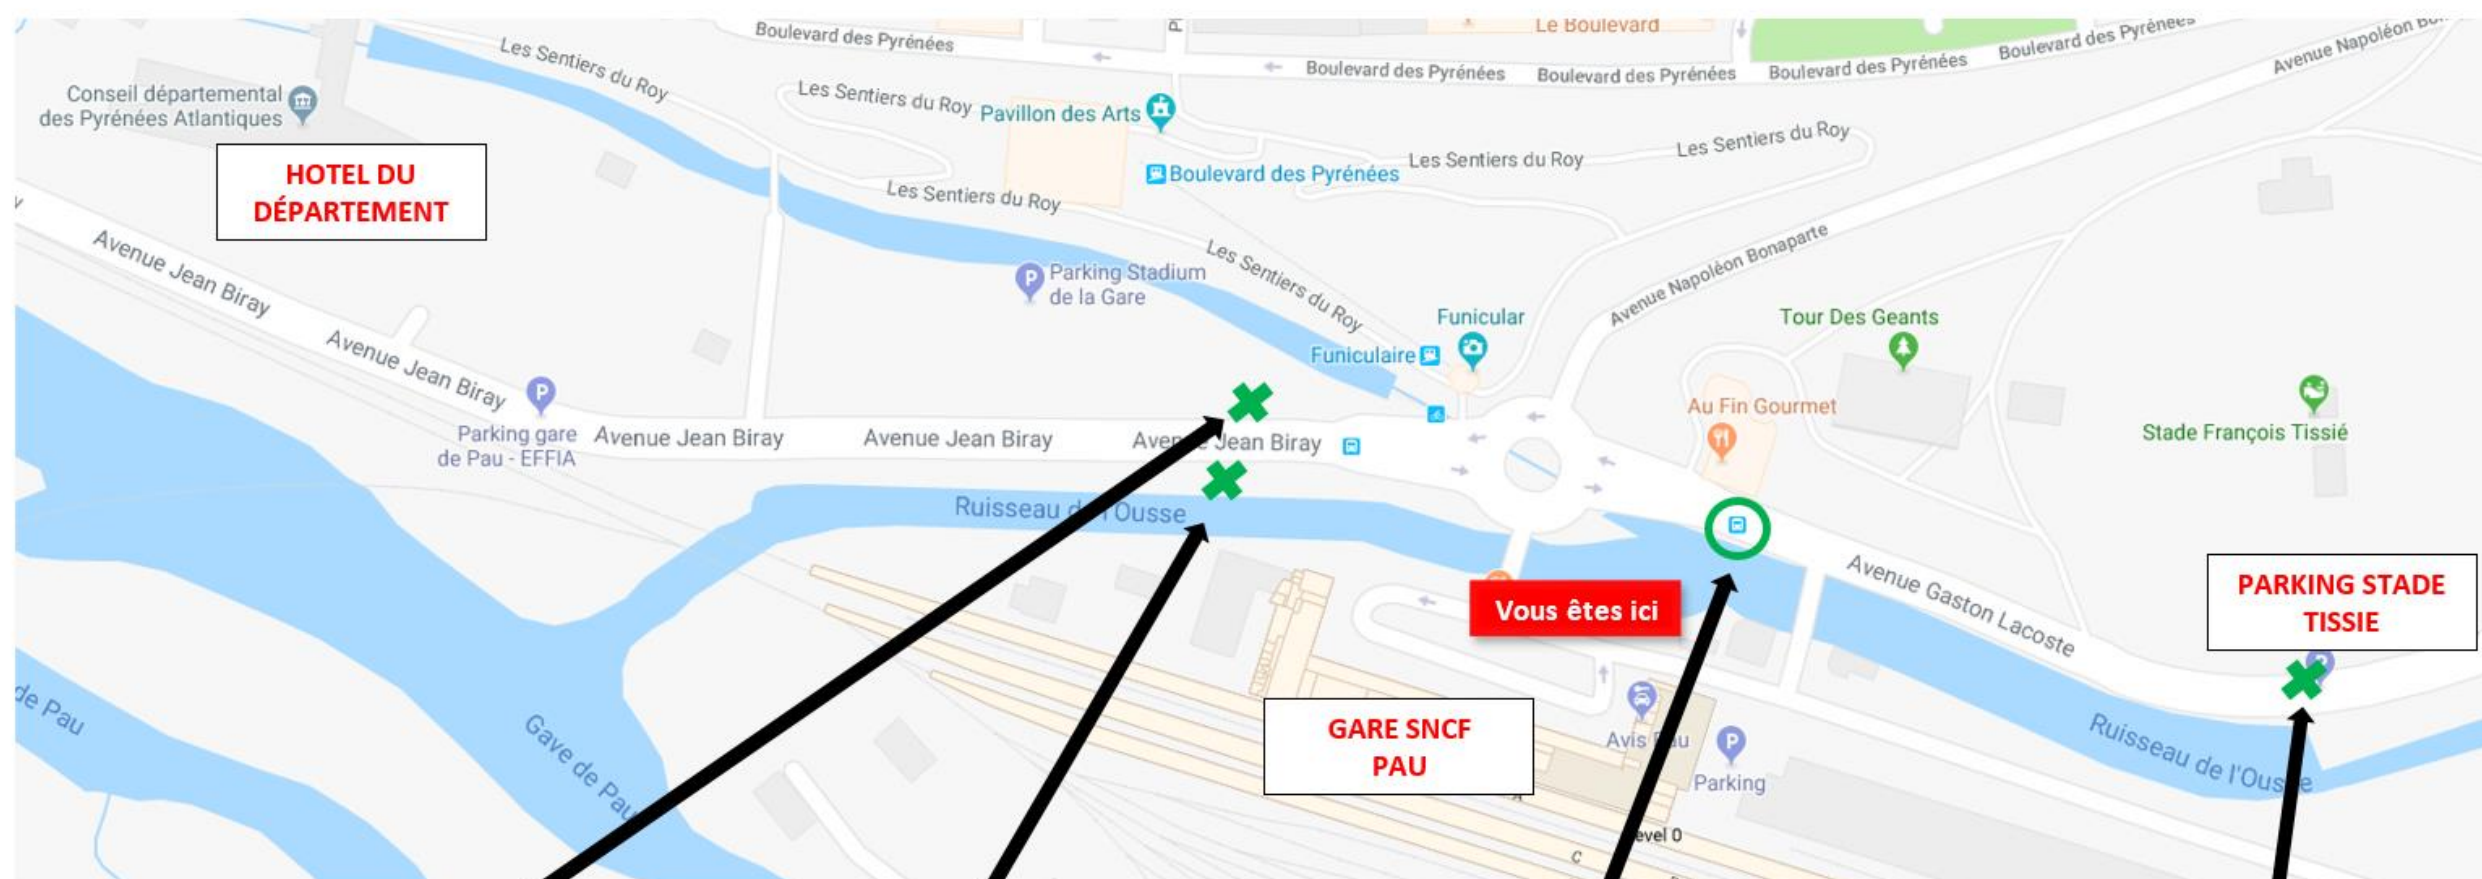 Le Boulevard
Boulevard des Pyrénées
Boulevard des Pyrénées
Boulevard des Pyrénées
Boulevard des Pyrénées
Boulevard des Pyrénées
Avenue Napoléon
Les Sentiers du Roy
Conseil départemental
des Pyrénées Atlantiques
Les Sentiers du Roy
Pavillon des Arts
Les Sentiers du Roy
Les Sentiers du Roy
Boulevard des Pyrénées
HOTEL DU
DÉPARTEMENT
Les Sentiers du Roy
Avenue Jean Biray
Parking Stadium
de la Gare
Les Sentiers du Roy
Avenue Napoléon Bonaparte
Funicular
Funiculaire
Tour Des Geants
Avenue Jean Biray
P
Au Fin Gourmet
Stade François Tissié
Parking gare
de Pau - EFFIA
Avenue Jean Biray
Avenue Jean Biray
Avenue Jean Biray
Ruisseau de l'Ousse
Vous êtes ici
Avenue Gaston Lacoste
PARKING STADE
TISSIE
de Pau
Gave de Pau
GARE SNCF
PAU
Avis Pau
P
Parking
Ruisseau de l'Ousse
Level 0
C